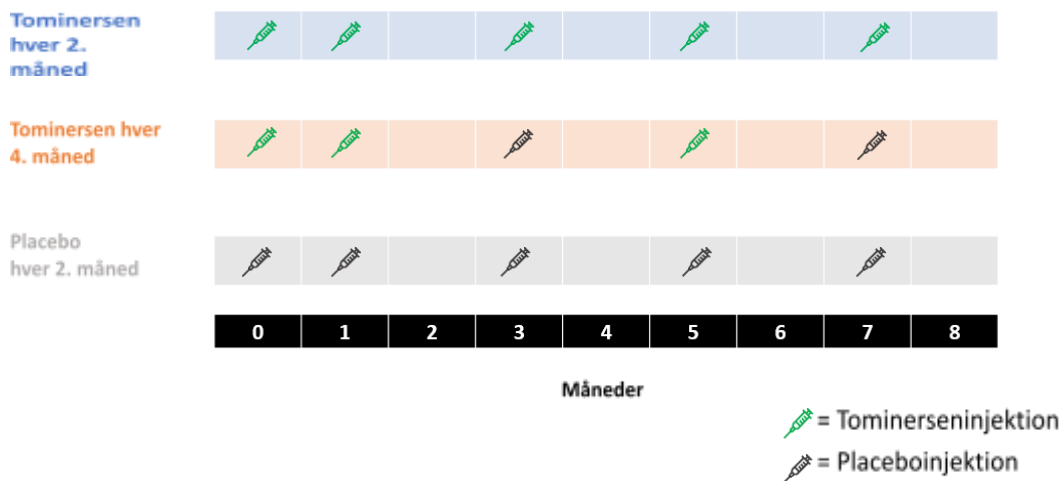 Tominersen
hver 2.
måned
Tominersen hver
4. måned
Placebo
hver 2. måned
0 1 2 3 4 5 6 7 8
Måneder
= Tominerseninjektion
= Placeboinjektion